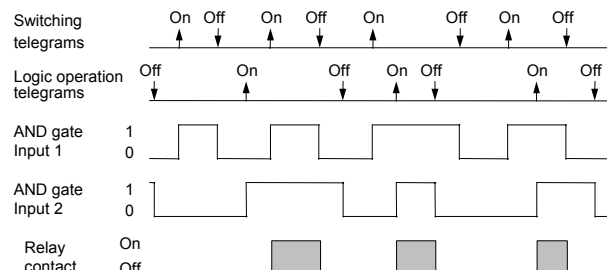 Switching telegrams On Off On Off On Off On Off
Logic operation telegrams Off On Off On Off On Off
AND gate Input 1 1 0
AND gate Input 2 1 0
Relay contact On Off